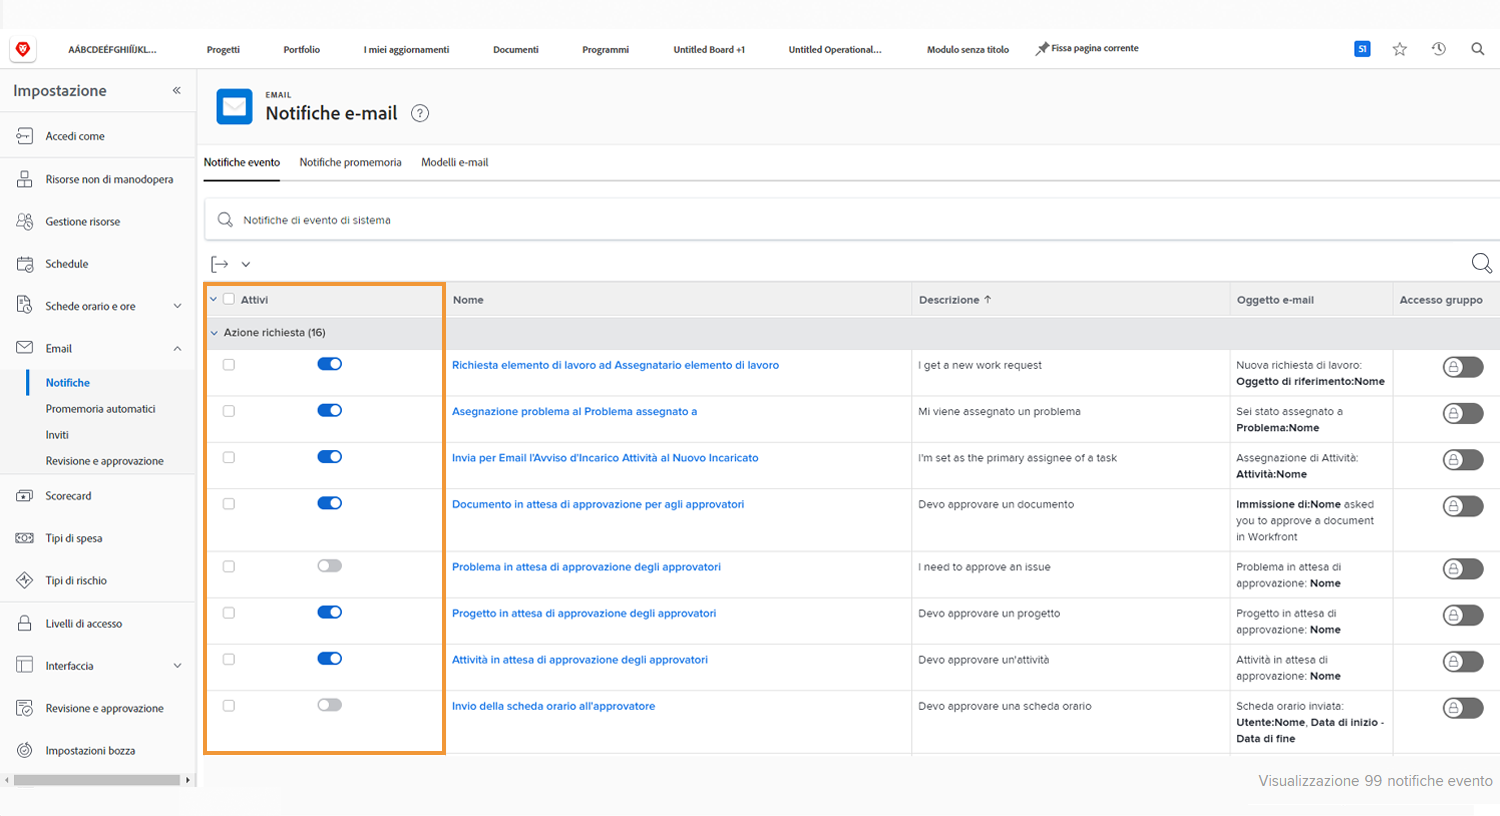 AÁBCDEÉFGHIÍĬJKL...
Progetti
Portfolio
I miei aggiornamenti
Documenti
Programmi
Untitled Board +1
Untitled Operational...
Modulo senza titolo
Fissa pagina corrente
S1
Impostazione
Accedi come
Risorse non di manodopera
Gestione risorse
Schedule
Schede orario e ore
Email
Notifiche
Promemoria automatici
Inviti
Revisione e approvazione
Scorecard
Tipi di spesa
Tipi di rischio
Livelli di accesso
Interfaccia
Revisione e approvazione
Impostazioni bozza
EMAIL
Notifiche e-mail ?
Notifiche evento
Notifiche promemoria
Modelli e-mail
Notifiche di evento di sistema
Attivi
Nome
Descrizione ↑
Oggetto e-mail
Accesso gruppo
Azione richiesta (16)
Richiesta elemento di lavoro ad Assegnatario elemento di lavoro
I get a new work request
Nuova richiesta di lavoro:
Oggetto di riferimento:Nome
Asegnazione problema al Problema assegnato a
Mi viene assegnato un problema
Sei stato assegnato a
Problema:Nome
Invia per Email l'Avviso d'Incarico Attività al Nuovo Incaricato
I'm set as the primary assignee of a task
Assegnazione di Attività:
Attività:Nome
Documento in attesa di approvazione per agli approvatori
Devo approvare un documento
Immissione di:Nome asked
you to approve a document
in Workfront
Problema in attesa di approvazione degli approvatori
I need to approve an issue
Problema in attesa di
approvazione: Nome
Progetto in attesa di approvazione degli approvatori
Devo approvare un progetto
Progetto in attesa di
approvazione: Nome
Attività in attesa di approvazione degli approvatori
Devo approvare un'attività
Attività in attesa di
approvazione: Nome
Invio della scheda orario all'approvatore
Devo approvare una scheda orario
Scheda orario inviata:
Utente:Nome, Data di inizio -
Data di fine
Visualizzazione 99 notifiche evento